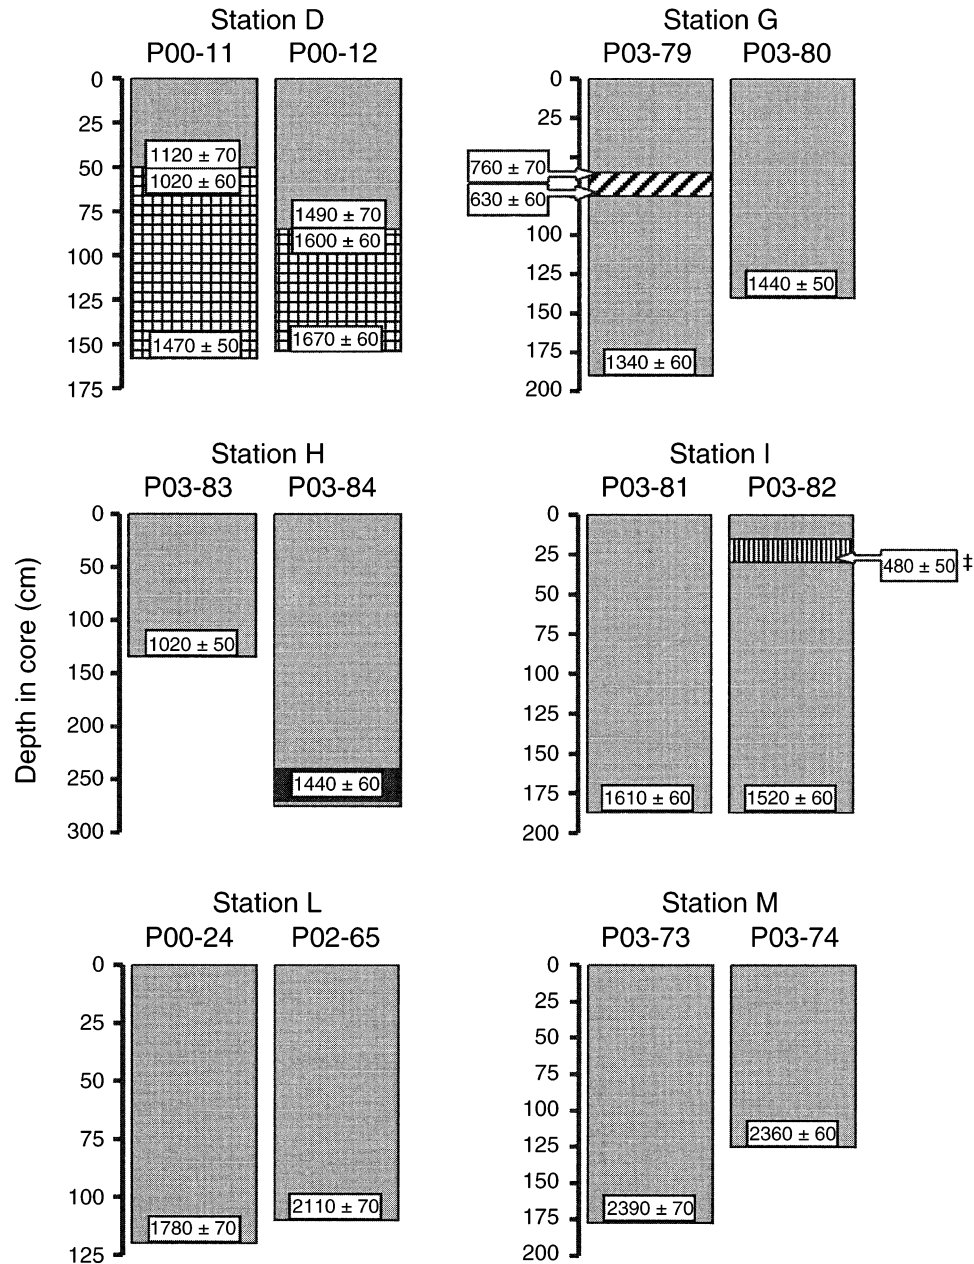 Station D
P00-11 P00-12
0
25
50
75
100
125
150
175
1120 ± 70
1020 ± 60
1470 ± 50
1490 ± 70
1600 ± 60
1670 ± 60
Station G
P03-79 P03-80
0
25
100
125
150
175
200
760 ± 70
630 ± 60
1340 ± 60
1440 ± 50
Depth in core (cm)
Station H
P03-83 P03-84
0
50
100
150
200
250
300
1020 ± 50
1440 ± 60
Station I
P03-81 P03-82
0
25
50
75
100
125
150
175
200
480 ± 50 ‡
1610 ± 60
1520 ± 60
Station L
P00-24 P02-65
0
25
50
75
100
125
1780 ± 70
2110 ± 70
Station M
P03-73 P03-74
0
25
50
75
100
125
150
175
200
2390 ± 70
2360 ± 60